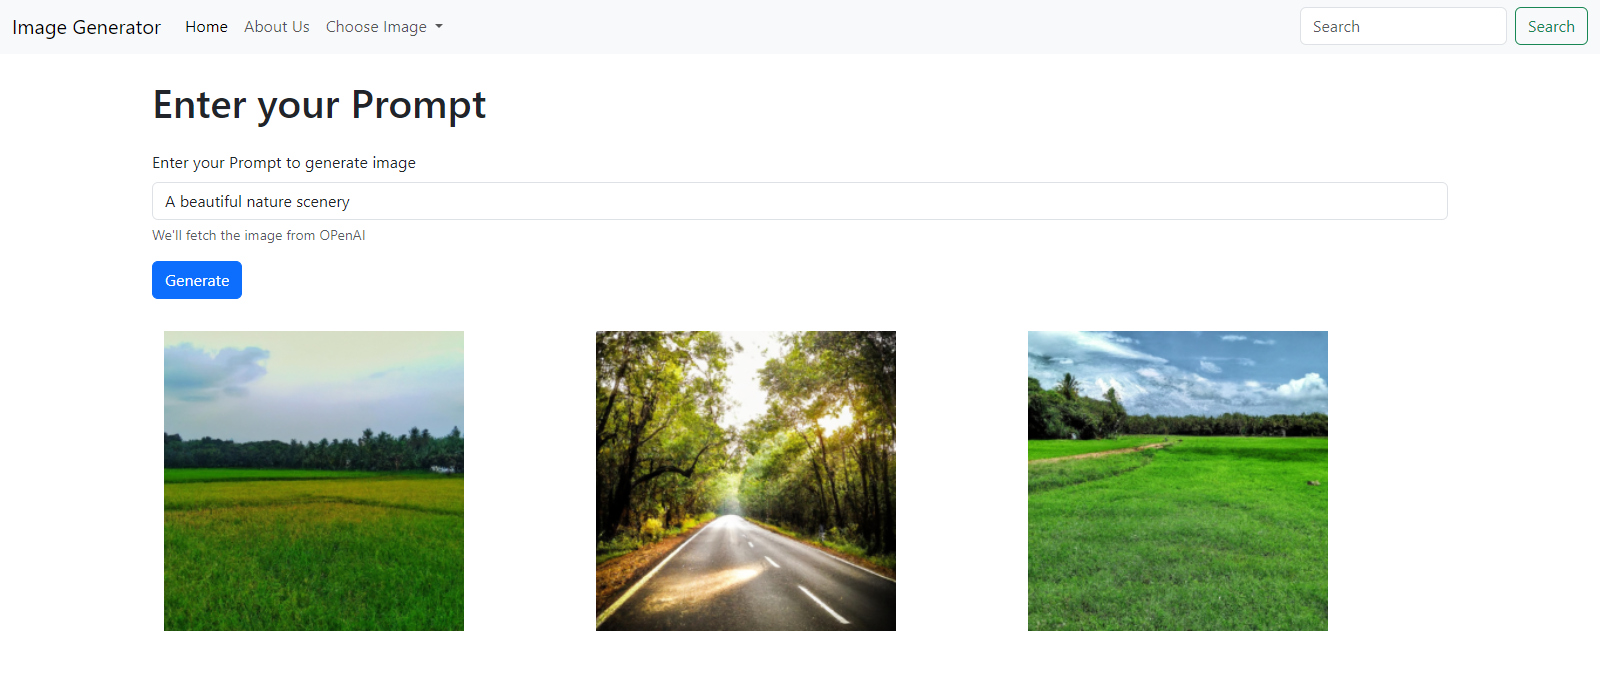 Image Generator Home About Us Choose Image Search Search
Enter your Prompt
Enter your Prompt to generate image
A beautiful nature scenery
We'll fetch the image from OPenAI
Generate